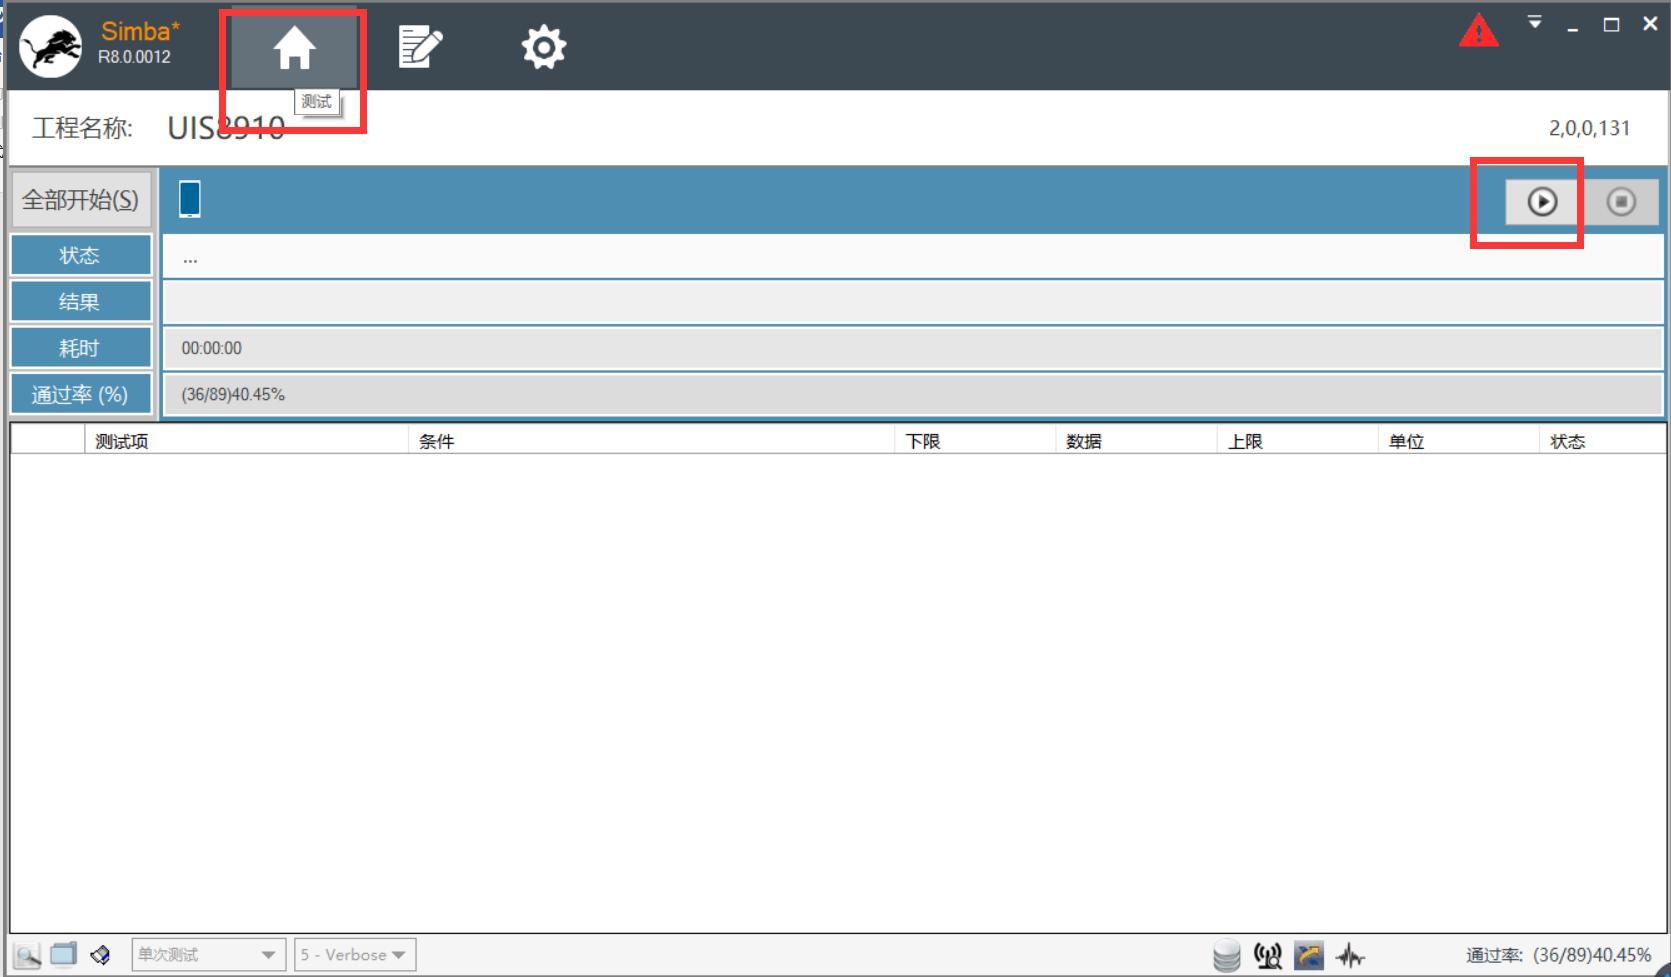 Simba*
R8.0.0012
测试
工程名称: UIS8910
2,0,0,131
全部开始(S)
状态
...
结果
耗时
00:00:00
通过率 (%)
(36/89)40.45%
测试项 条件 下限 数据 上限 单位 状态
单次测试 5 - Verbose 通过率: (36/89)40.45%